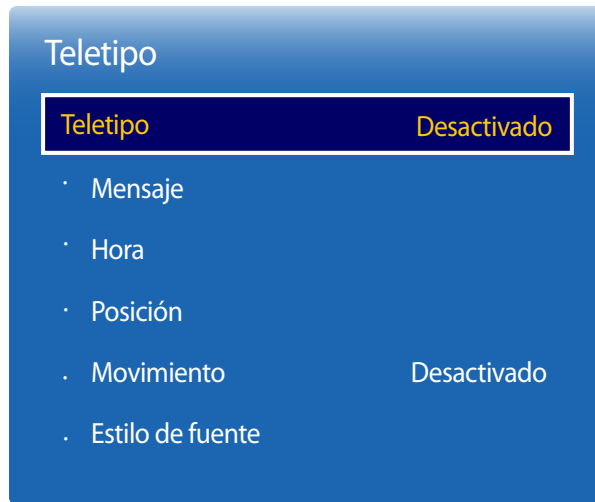 Teletipo
Teletipo Desactivado
· Mensaje
· Hora
· Posición
· Movimiento Desactivado
· Estilo de fuente